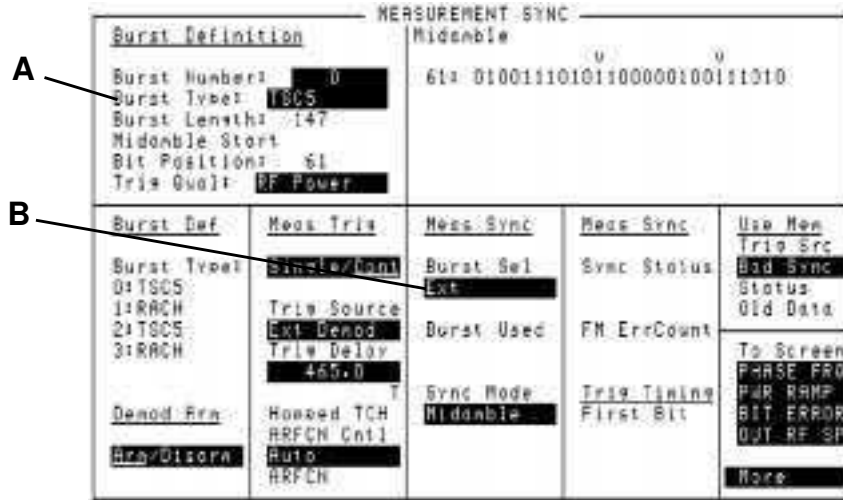 MEASUREMENT SYNC
A
B
Burst Definition
Burst Number: 0
Burst Type: TSC5
Burst Length: 147
Midamble Start
Bit Position: 61
Trig Qual: RF Power
Midamble
v v
61: 01001110101100000100111010
Burst Def
Burst Type:
0:TSC5
1:RACH
2:TSC5
3:RACH
Demod Arm
Arm/Disarm
Meas Trig
Single/Cont
Trig Source
Ext Demod
Trig Delay
465.0
T
Hopped TCH
ARFCN Cntl
Auto
ARFCN
Meas Sync
Burst Sel
Ext
Burst Used
Sync Mode
Midamble
Meas Sync
Sync Status
FM ErrCount
Trig Timing
First Bit
Use Mem
Trig Src
Bad Sync
Status
Old Data
To Screen
PHASE FRQ
PWR RAMP
BIT ERROR
OUT RF SP
More